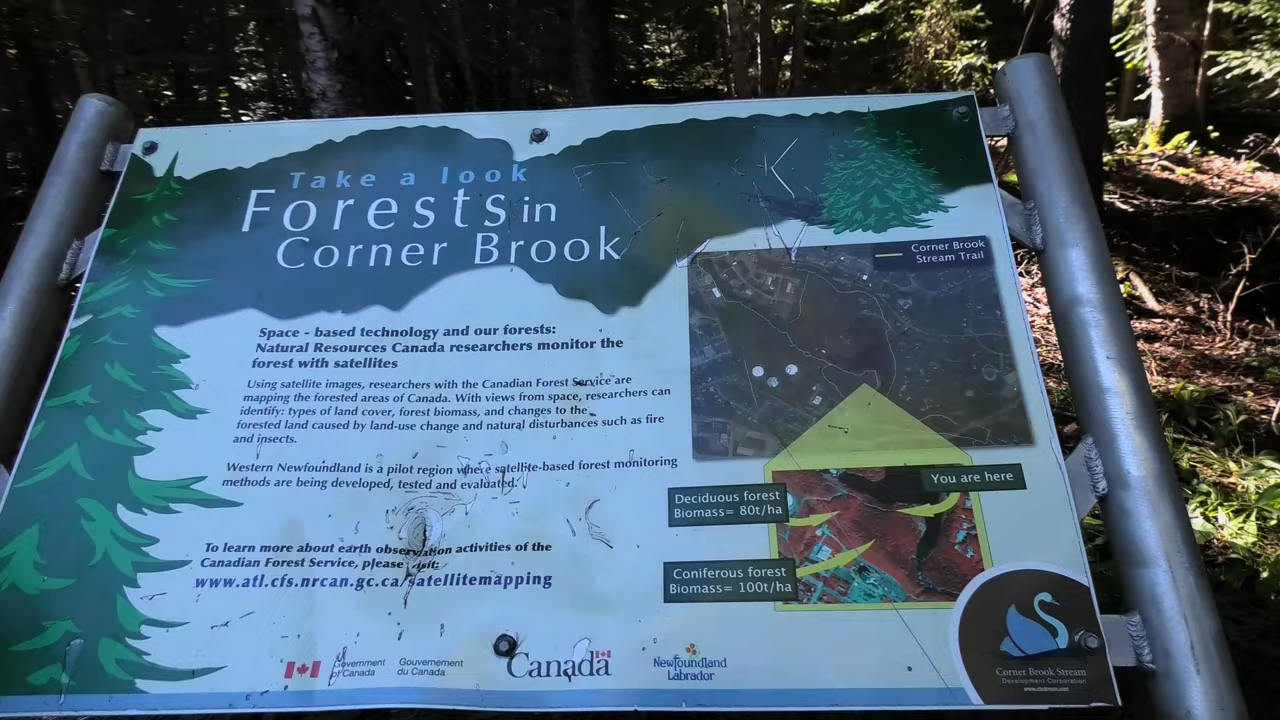 Take a look
Forests in
Corner Brook
Corner Brook
Stream Trail
Space - based technology and our forests:
Natural Resources Canada researchers monitor the
forest with satellites
Using satellite images, researchers with the Canadian Forest Service are
mapping the forested areas of Canada. With views from space, researchers can
identify: types of land cover, forest biomass, and changes to the
forested land caused by land-use change and natural disturbances such as fire
and insects.
Western Newfoundland is a pilot region where satellite-based forest monitoring
methods are being developed, tested and evaluated.
You are here
Deciduous forest
Biomass= 80t/ha
Coniferous forest
Biomass= 100t/ha
To learn more about earth observation activities of the
Canadian Forest Service, please visit:
www.atl.cfs.nrcan.gc.ca/satellitemapping
Government
of Canada
Gouvernement
du Canada
Canada
Newfoundland
Labrador
Corner Brook Stream
Development Corporation